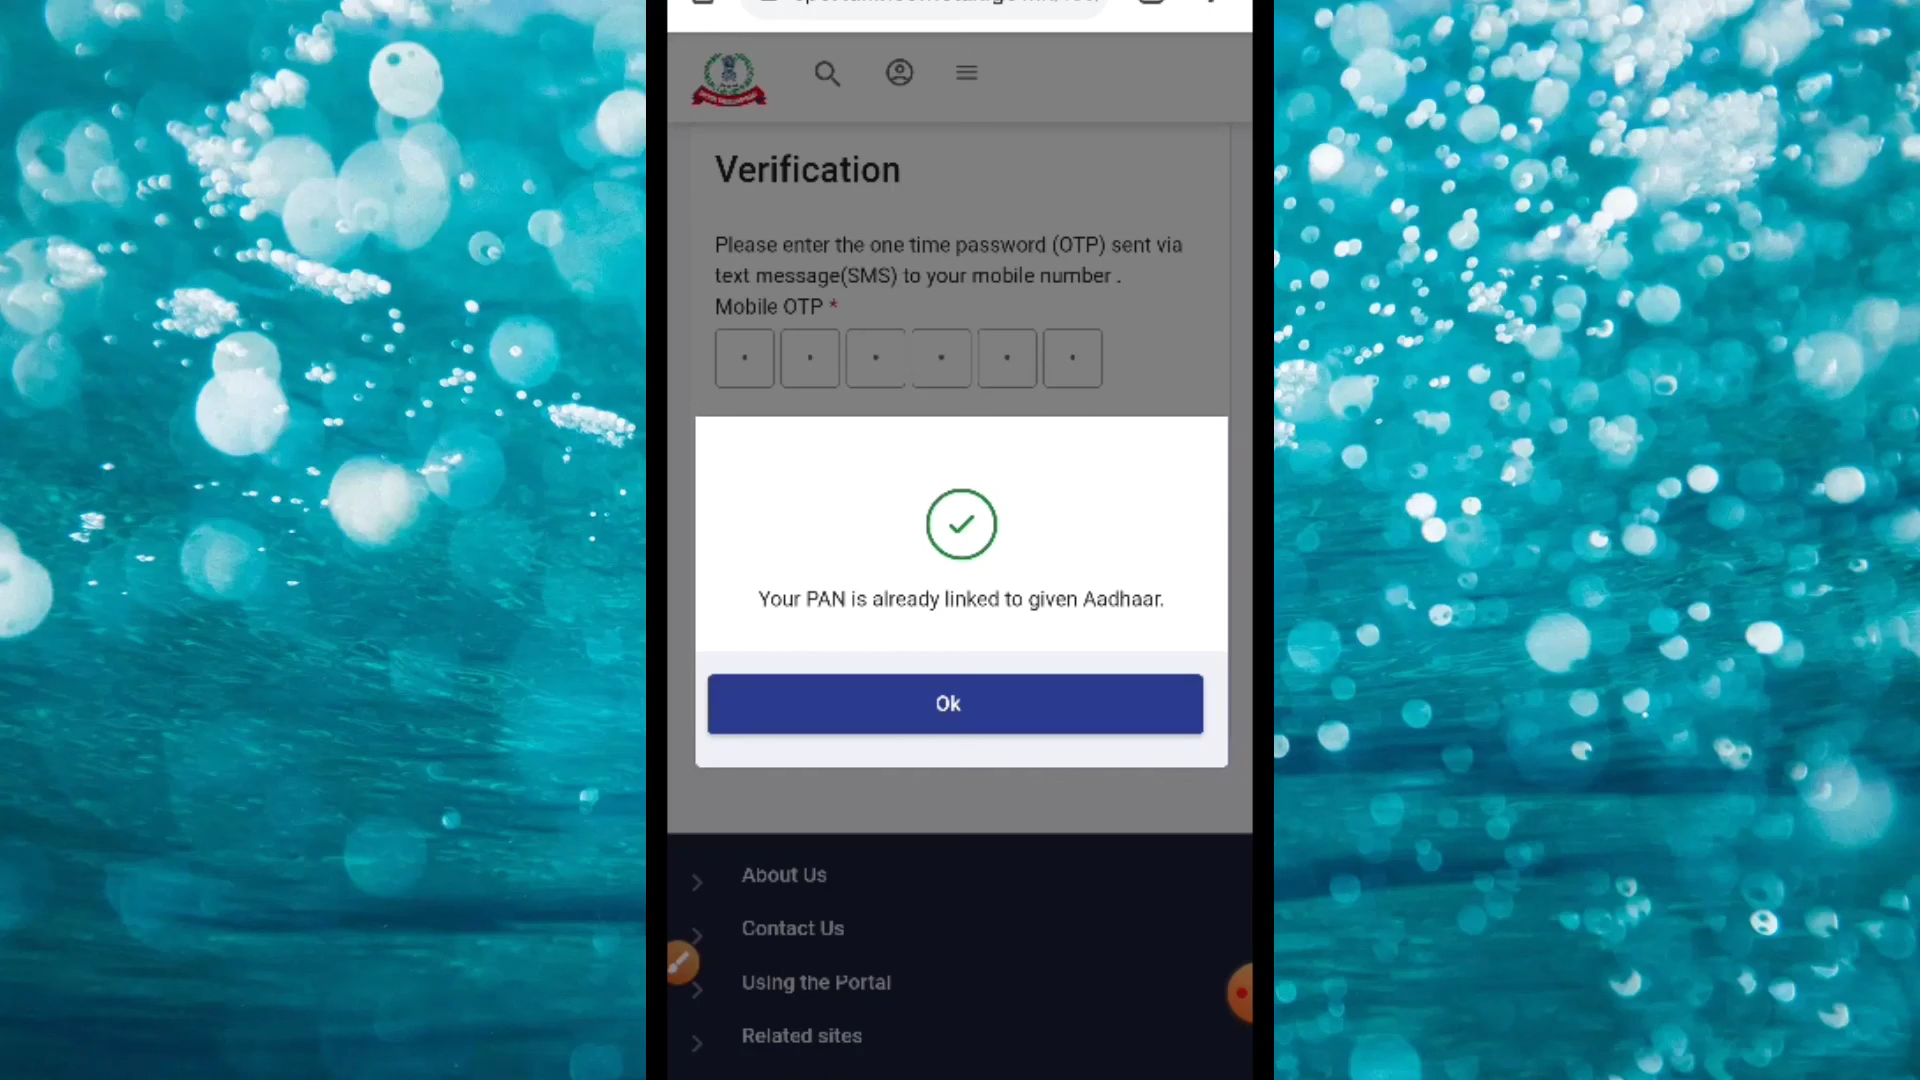 Verification
Please enter the one time password (OTP) sent via
text message(SMS) to your mobile number .
Mobile OTP *
Your PAN is already linked to given Aadhaar.
Ok
About Us
Contact Us
Using the Portal
Related sites